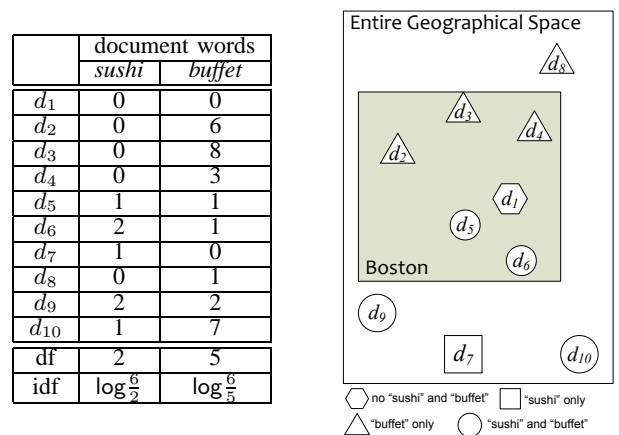 document words
sushi buffet
d1 0 0
d2 0 6
d3 0 8
d4 0 3
d5 1 1
d6 2 1
d7 1 0
d8 0 1
d9 2 2
d10 1 7
df 2 5
idf log 6/2 log 6/5
Entire Geographical Space
d8
d3
d4
d2
d1
d5
d6
Boston
d9
d7
d10
no "sushi" and "buffet" "sushi" only
"buffet" only "sushi" and "buffet"